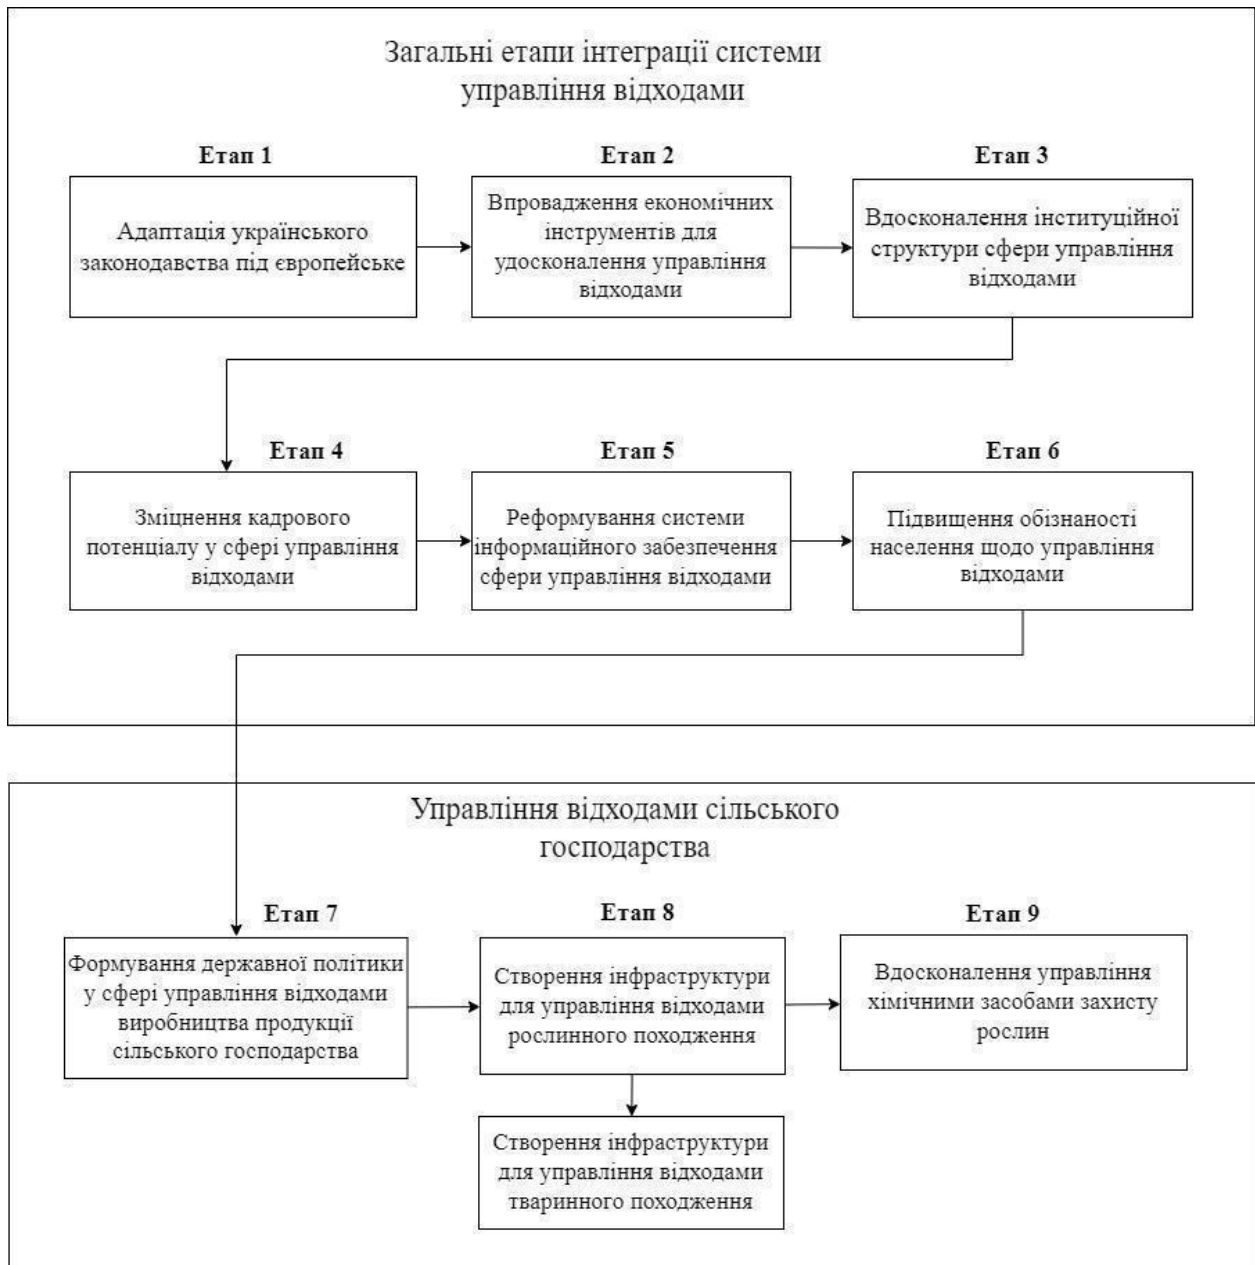 Загальні етапи інтеграції системи
управління відходами
Етап 1
Адаптація українського
законодавства під європейське
Етап 2
Впровадження економічних
інструментів для
удосконалення управління
відходами
Етап 3
Вдосконалення інституційної
структури сфери управління
відходами
Етап 4
Зміцнення кадрового
потенціалу у сфері управління
відходами
Етап 5
Реформування системи
інформаційного забезпечення
сфери управління відходами
Етап 6
Підвищення обізнаності
населення щодо управління
відходами
Управління відходами сільського
господарства
Етап 7
Формування державної політики
у сфері управління відходами
виробництва продукції
сільського господарства
Етап 8
Створення інфраструктури
для управління відходами
рослинного походження
Етап 9
Вдосконалення управління
хімічними засобами захисту
рослин
Створення інфраструктури
для управління відходами
тваринного походження